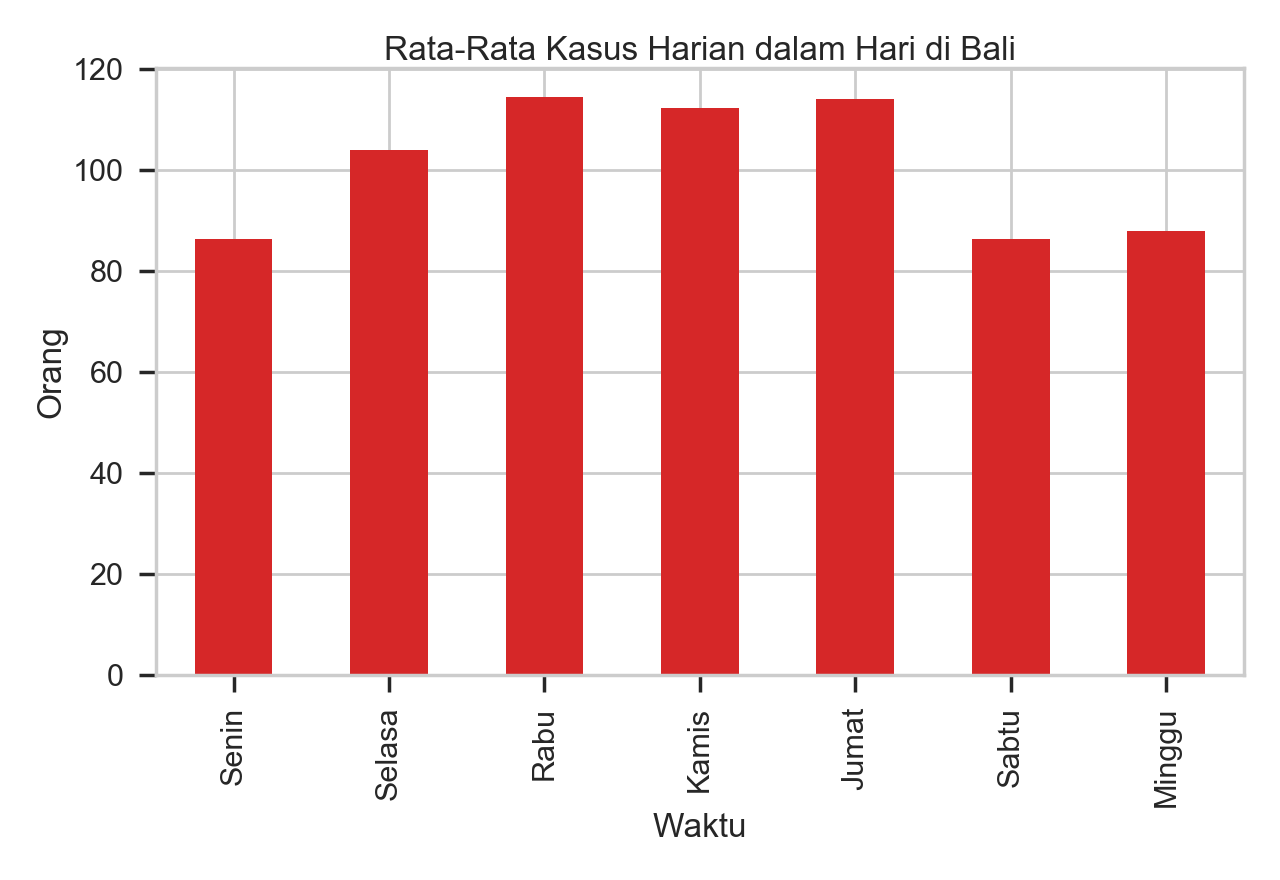 Rata-Rata Kasus Harian dalam Hari di Bali
120
100
80
60
40
20
0
Orang
Senin
Selasa
Rabu
Kamis
Jumat
Sabtu
Minggu
Waktu